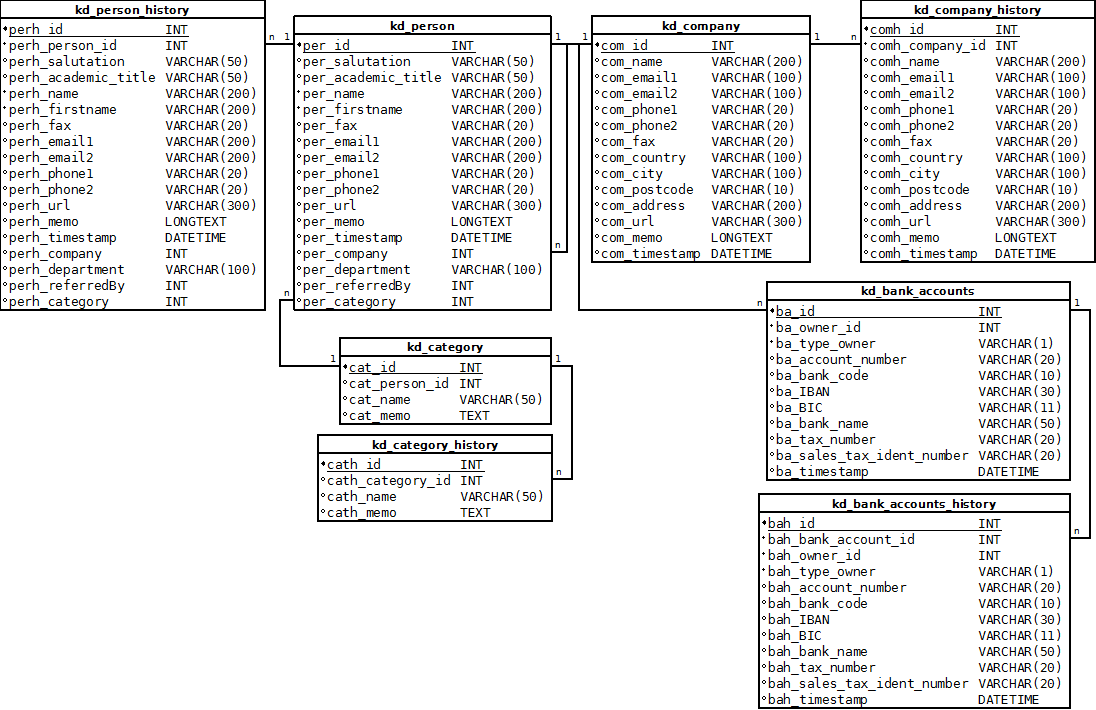 kd_person_history
perh_id INT
perh_person_id INT
perh_salutation VARCHAR(50)
perh_academic_title VARCHAR(50)
perh_name VARCHAR(200)
perh_firstname VARCHAR(200)
perh_fax VARCHAR(20)
perh_email1 VARCHAR(200)
perh_email2 VARCHAR(200)
perh_phone1 VARCHAR(20)
perh_phone2 VARCHAR(20)
perh_url VARCHAR(300)
perh_memo LONGTEXT
perh_timestamp DATETIME
perh_company INT
perh_department VARCHAR(100)
perh_referredBy INT
perh_category INT
n 1
kd_person
per_id INT
per_salutation VARCHAR(50)
per_academic_title VARCHAR(50)
per_name VARCHAR(200)
per_firstname VARCHAR(200)
per_fax VARCHAR(20)
per_email1 VARCHAR(200)
per_email2 VARCHAR(200)
per_phone1 VARCHAR(20)
per_phone2 VARCHAR(20)
per_url VARCHAR(300)
per_memo LONGTEXT
per_timestamp DATETIME
per_company INT
per_department VARCHAR(100)
per_referredBy INT
per_category INT
1 1
n
n
kd_company
com_id INT
com_name VARCHAR(200)
com_email1 VARCHAR(100)
com_email2 VARCHAR(100)
com_phone1 VARCHAR(20)
com_phone2 VARCHAR(20)
com_fax VARCHAR(20)
com_country VARCHAR(100)
com_city VARCHAR(100)
com_postcode VARCHAR(10)
com_address VARCHAR(200)
com_url VARCHAR(300)
com_memo LONGTEXT
com_timestamp DATETIME
1 n
kd_company_history
comh_id INT
comh_company_id INT
comh_name VARCHAR(200)
comh_email1 VARCHAR(100)
comh_email2 VARCHAR(100)
comh_phone1 VARCHAR(20)
comh_phone2 VARCHAR(20)
comh_fax VARCHAR(20)
comh_country VARCHAR(100)
comh_city VARCHAR(100)
comh_postcode VARCHAR(10)
comh_address VARCHAR(200)
comh_url VARCHAR(300)
comh_memo LONGTEXT
comh_timestamp DATETIME
1
kd_category
cat_id INT
cat_person_id INT
cat_name VARCHAR(50)
cat_memo TEXT
1
kd_category_history
cath_id INT
cath_category_id INT
cath_name VARCHAR(50)
cath_memo TEXT
n
n
kd_bank_accounts
ba_id INT
ba_owner_id INT
ba_type_owner VARCHAR(1)
ba_account_number VARCHAR(20)
ba_bank_code VARCHAR(10)
ba_IBAN VARCHAR(30)
ba_BIC VARCHAR(11)
ba_bank_name VARCHAR(50)
ba_tax_number VARCHAR(20)
ba_sales_tax_ident_number VARCHAR(20)
ba_timestamp DATETIME
1
kd_bank_accounts_history
bah_id INT
bah_bank_account_id INT
bah_owner_id INT
bah_type_owner VARCHAR(1)
bah_account_number VARCHAR(20)
bah_bank_code VARCHAR(10)
bah_IBAN VARCHAR(30)
bah_BIC VARCHAR(11)
bah_bank_name VARCHAR(50)
bah_tax_number VARCHAR(20)
bah_sales_tax_ident_number VARCHAR(20)
bah_timestamp DATETIME
n